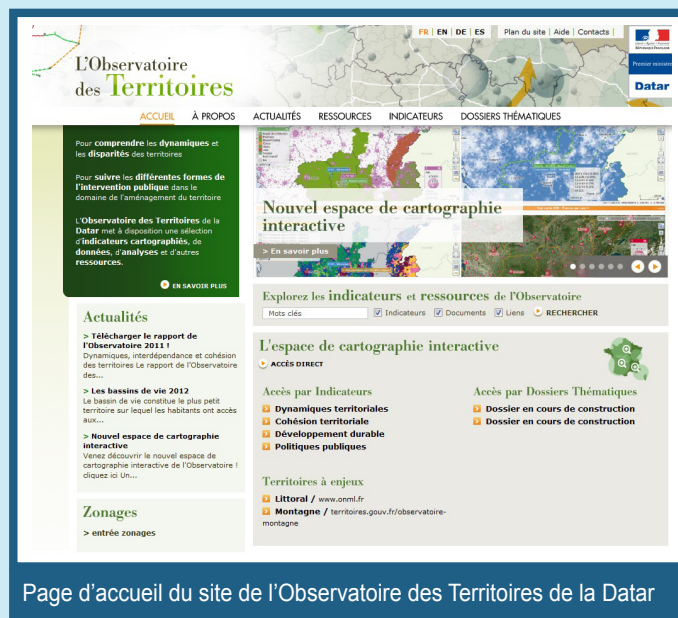 FR | EN | DE | ES Plan du site | Aide | Contacts |
L'Observatoire
des Territoires
Premier ministre
Datar
ACCUEIL À PROPOS ACTUALITÉS RESSOURCES INDICATEURS DOSSIERS THÉMATIQUES
Pour comprendre les dynamiques et
les disparités des territoires
Pour suivre les différentes formes de
l'intervention publique dans le
domaine de l'aménagement du territoire
L'Observatoire des Territoires de la
Datar met à disposition une sélection
d'indicateurs cartographiés, de
données, d'analyses et d'autres
ressources.
EN SAVOIR PLUS
Nouvel espace de cartographie
interactive
> En savoir plus
Actualités
> Télécharger le rapport de
l'Observatoire 2011 !
Dynamiques, interdépendance et cohésion
des territoires Le rapport de l'Observatoire
des...
> Les bassins de vie 2012
Le bassin de vie constitue le plus petit
territoire sur lequel les habitants ont accès
aux...
> Nouvel espace de cartographie
interactive
Venez découvrir le nouvel espace de
cartographie interactive de l'Observatoire !
cliquez ici Un...
Zonages
> entrée zonages
Explorez les indicateurs et ressources de l'Observatoire
Mots clés Indicateurs Documents Liens RECHERCHER
L'espace de cartographie interactive
ACCÈS DIRECT
Accès par Indicateurs
Dynamiques territoriales
Cohésion territoriale
Développement durable
Politiques publiques
Accès par Dossiers Thématiques
Dossier en cours de construction
Dossier en cours de construction
Territoires à enjeux
Littoral / www.onml.fr
Montagne / territoires.gouv.fr/observatoire-
montagne
Page d'accueil du site de l'Observatoire des Territoires de la Datar